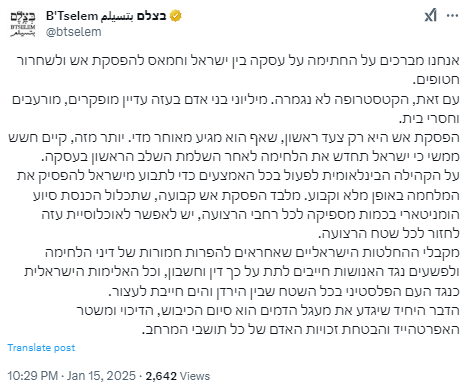 B'Tselem בצלם بتسيلم
@btselem
אנחנו מברכים על החתימה על עסקה בין ישראל וחמאס להפסקת אש ולשחרור
חטופים.
עם זאת, הקטסטרופה לא נגמרה. מיליוני בני אדם בעזה עדיין מופקרים, מורעבים
וחסרי בית.
הפסקת אש היא רק צעד ראשון, שאף הוא מגיע מאוחר מדי. יותר מזה, קיים חשש
ממשי כי ישראל תחדש את הלחימה לאחר השלמת השלב הראשון בעסקה.
על הקהילה הבינלאומית לפעול בכל האמצעים כדי לתבוע מישראל להפסיק את
המלחמה באופן מלא וקבוע. מלבד הפסקת אש קבועה, שתכלול הכנסת סיוע
הומניטארי בכמות מספיקה לכל רחבי הרצועה, יש לאפשר לאוכלוסיית עזה
לחזור לכל שטח הרצועה.
מקבלי ההחלטות הישראליים שאחראים להפרות חמורות של דיני הלחימה
ולפשעים נגד האנושות חייבים לתת על כך דין וחשבון, וכל האלימות הישראלית
כנגד העם הפלסטיני בכל השטח שבין הירדן והים חייבת לעצור.
הדבר היחיד שיגדע את מעגל הדמים הוא סיום הכיבוש, הדיכוי ומשטר
האפרטהייד והבטחת זכויות האדם של כל תושבי המרחב.
Translate post
10:29 PM · Jan 15, 2025 · 2,642 Views